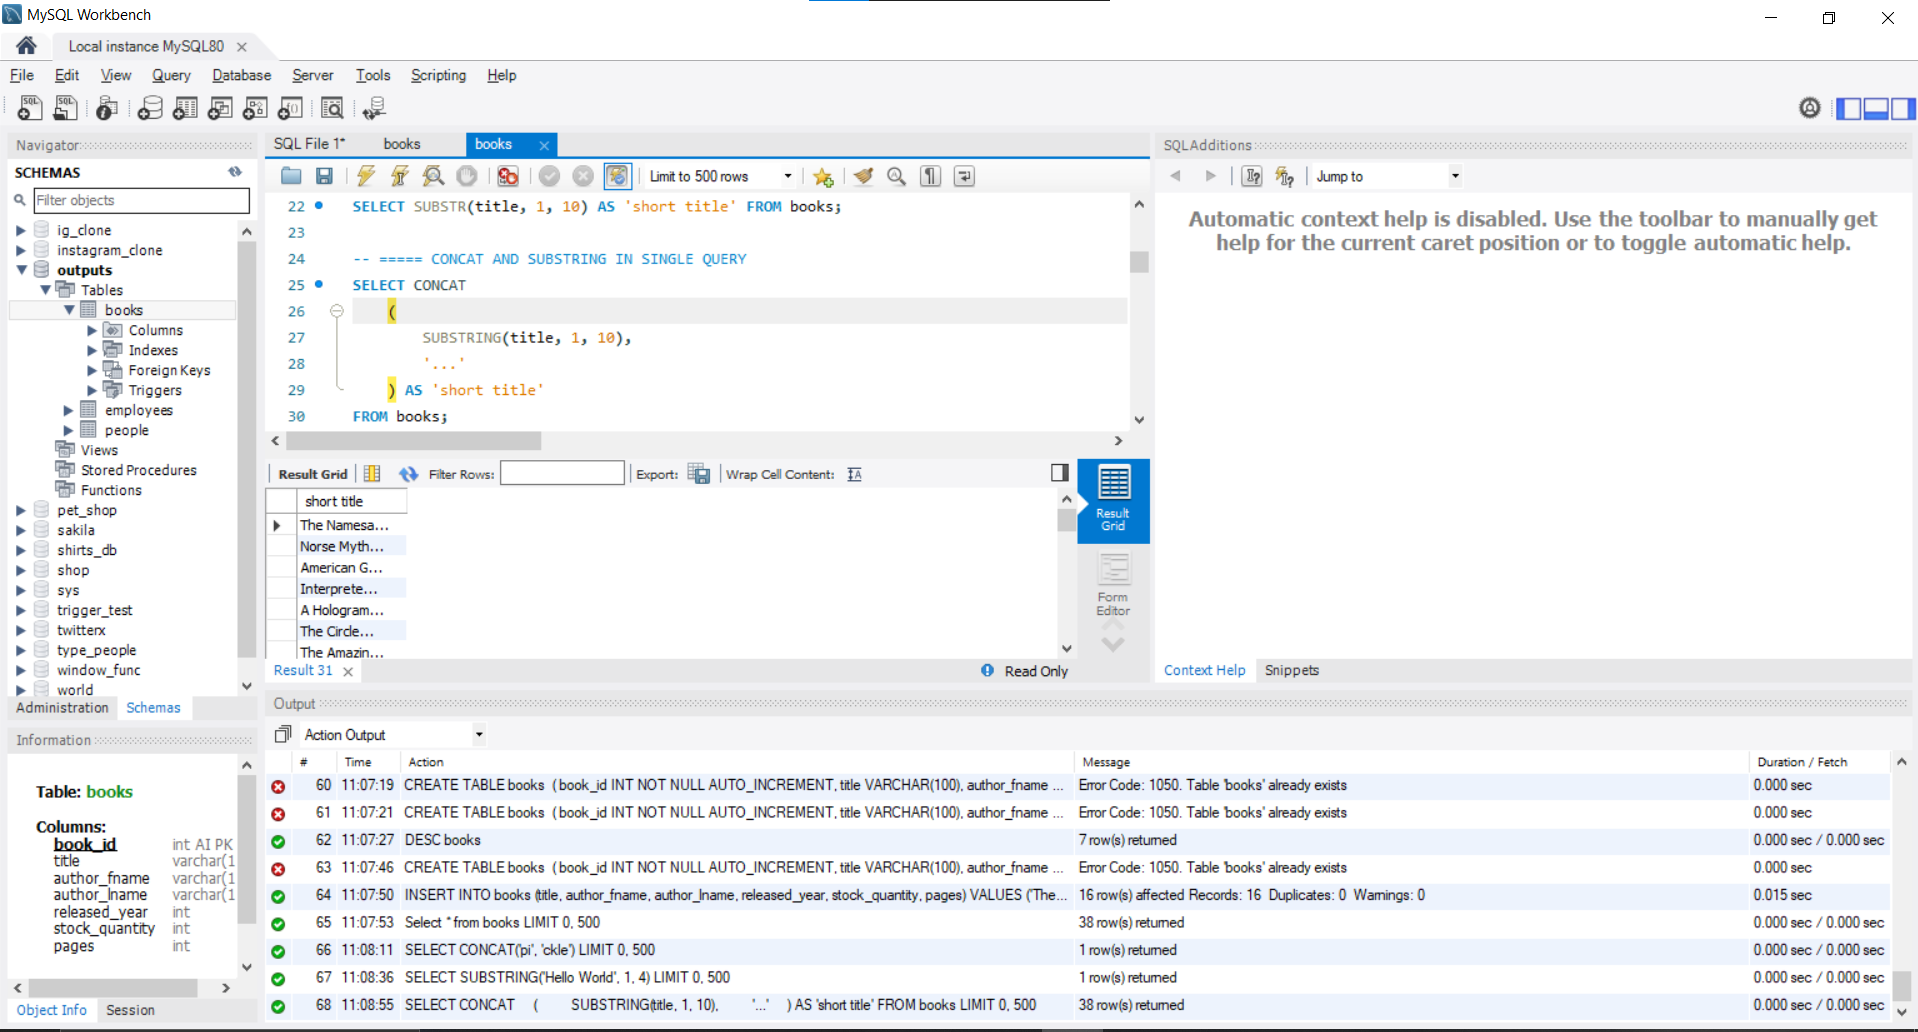 MySQL Workbench
Local instance MySQL80
File Edit View Query Database Server Tools Scripting Help
Navigator
SCHEMAS
Filter objects
ig_clone
instagram_clone
outputs
Tables
books
Columns
Indexes
Foreign Keys
Triggers
employees
people
Views
Stored Procedures
Functions
pet_shop
sakila
shirts_db
shop
sys
trigger_test
twitterx
type_people
window_func
world
Administration Schemas
Information
Table: books
Columns:
book_id int AI PK
title varchar(1
author_fname varchar(1
author_lname varchar(1
released_year int
stock_quantity int
pages int
Object Info Session
SQL File 1* books books
Limit to 500 rows
22 SELECT SUBSTR(title, 1, 10) AS 'short title' FROM books;
23
24 -- ===== CONCAT AND SUBSTRING IN SINGLE QUERY
25 SELECT CONCAT
26 (
27 SUBSTRING(title, 1, 10),
28 '...'
29 ) AS 'short title'
30 FROM books;
Result Grid Filter Rows: Export: Wrap Cell Content:
short title
The Namesa...
Norse Myth...
American G...
Interprete...
A Hologram...
The Circle...
The Amazin...
Result Grid
Form Editor
Result 31 Read Only
SQLAdditions
Jump to
Automatic context help is disabled. Use the toolbar to manually get
help for the current caret position or to toggle automatic help.
Context Help Snippets
Output
Action Output
# Time Action Message Duration / Fetch
60 11:07:19 CREATE TABLE books ( book_id INT NOT NULL AUTO_INCREMENT, title VARCHAR(100), author_fname ... Error Code: 1050. Table 'books' already exists 0.000 sec
61 11:07:21 CREATE TABLE books ( book_id INT NOT NULL AUTO_INCREMENT, title VARCHAR(100), author_fname ... Error Code: 1050. Table 'books' already exists 0.000 sec
62 11:07:27 DESC books 7 row(s) returned 0.000 sec / 0.000 sec
63 11:07:46 CREATE TABLE books ( book_id INT NOT NULL AUTO_INCREMENT, title VARCHAR(100), author_fname ... Error Code: 1050. Table 'books' already exists 0.000 sec
64 11:07:50 INSERT INTO books (title, author_fname, author_lname, released_year, stock_quantity, pages) VALUES ('The... 16 row(s) affected Records: 16 Duplicates: 0 Warnings: 0 0.015 sec
65 11:07:53 Select * from books LIMIT 0, 500 38 row(s) returned 0.000 sec / 0.000 sec
66 11:08:11 SELECT CONCAT('pi', 'ckle') LIMIT 0, 500 1 row(s) returned 0.000 sec / 0.000 sec
67 11:08:36 SELECT SUBSTRING('Hello World', 1, 4) LIMIT 0, 500 1 row(s) returned 0.000 sec / 0.000 sec
68 11:08:55 SELECT CONCAT ( SUBSTRING(title, 1, 10), '...' ) AS 'short title' FROM books LIMIT 0, 500 38 row(s) returned 0.000 sec / 0.000 sec